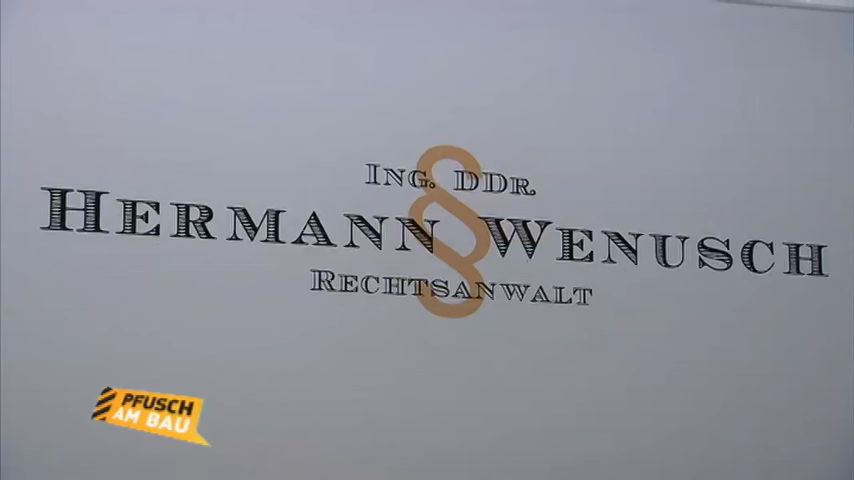 §
ING. DDR.
HERMANN WENUSCH
RECHTSANWALT
PFUSCH
AM BAU